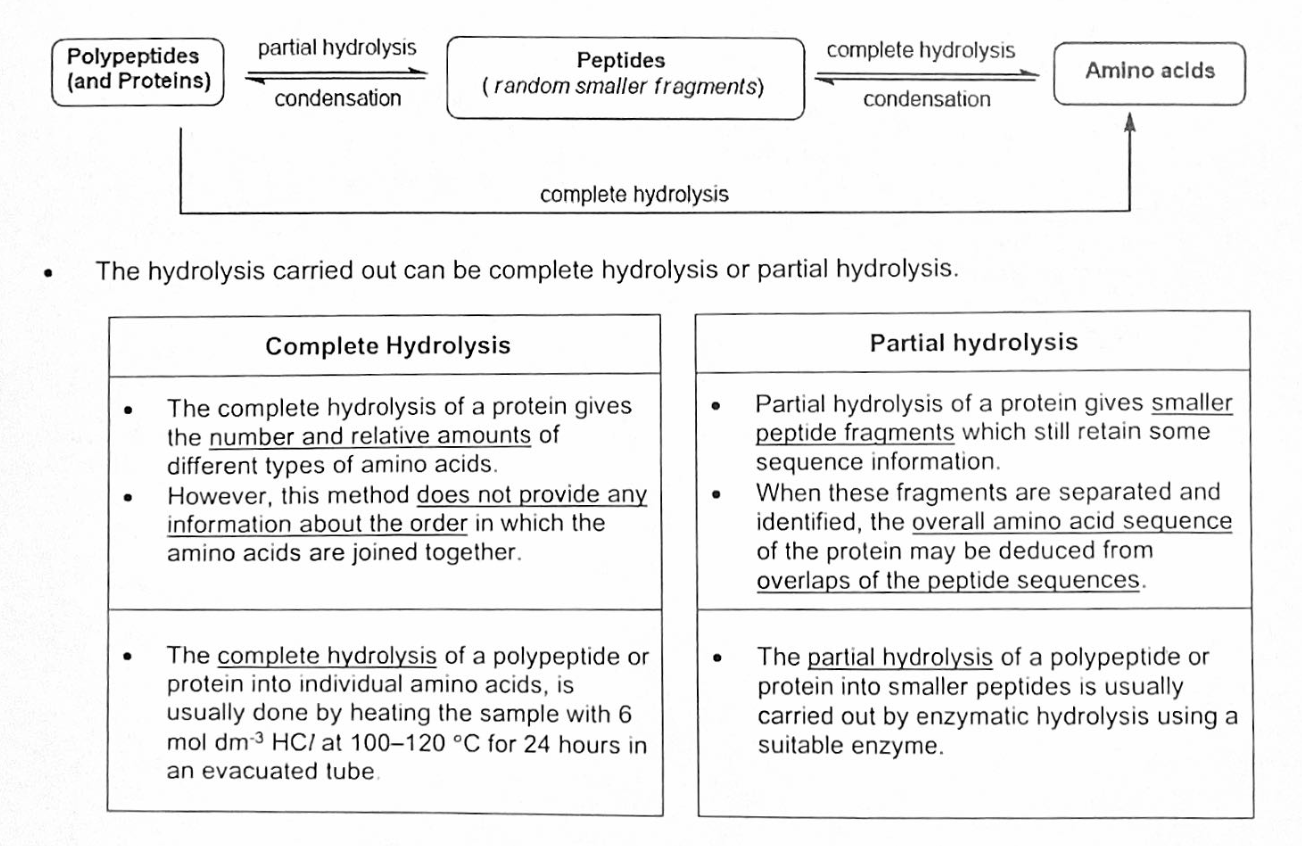 Polypeptides
(and Proteins)
partial hydrolysis
condensation
Peptides
(random smaller fragments)
complete hydrolysis
condensation
Amino acids
complete hydrolysis
• The hydrolysis carried out can be complete hydrolysis or partial hydrolysis.
Complete Hydrolysis
• The complete hydrolysis of a protein gives
the number and relative amounts of
different types of amino acids.
• However, this method does not provide any
information about the order in which the
amino acids are joined together.
• The complete hydrolysis of a polypeptide or
protein into individual amino acids, is
usually done by heating the sample with 6
mol dm⁻³ HCl at 100–120 °C for 24 hours in
an evacuated tube.
Partial hydrolysis
• Partial hydrolysis of a protein gives smaller
peptide fragments which still retain some
sequence information.
• When these fragments are separated and
identified, the overall amino acid sequence
of the protein may be deduced from
overlaps of the peptide sequences.
• The partial hydrolysis of a polypeptide or
protein into smaller peptides is usually
carried out by enzymatic hydrolysis using a
suitable enzyme.